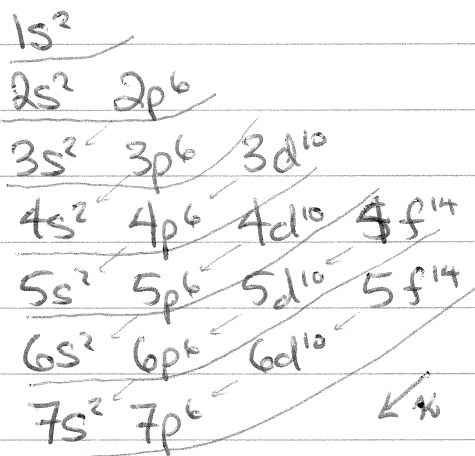 1s²
2s² 2p⁶
3s² 3p⁶ 3d¹⁰
4s² 4p⁶ 4d¹⁰ 4f¹⁴
5s² 5p⁶ 5d¹⁰ 5f¹⁴
6s² 6p⁶ 6d¹⁰
7s² 7p⁶